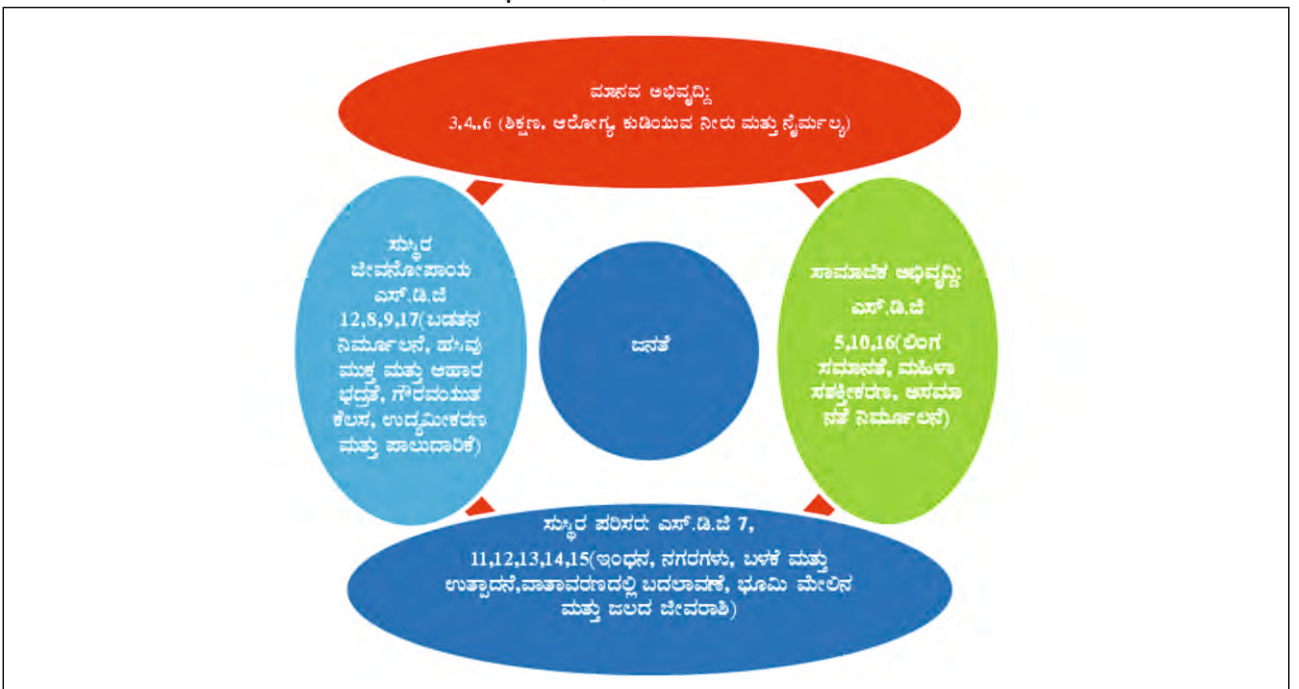 ಮಾನವ ಅಭಿವೃದ್ಧಿ:
3,4,,6 (ಶಿಕ್ಷಣ, ಆರೋಗ್ಯ, ಕುಡಿಯುವ ನೀರು ಮತ್ತು ನೈರ್ಮಲ್ಯ)
ಸುಸ್ಥಿರ
ಜೀವನೋಪಾಯ
ಎಸ್.ಡಿ.ಜಿ
12,8,9,17(ಬಡತನ
ನಿರ್ಮೂಲನೆ, ಹಸಿವು
ಮುಕ್ತ ಮತ್ತು ಆಹಾರ
ಭದ್ರತೆ, ಗೌರವಯುತ
ಕೆಲಸ, ಉದ್ಯಮೀಕರಣ
ಮತ್ತು ಪಾಲುದಾರಿಕೆ)
ಜನತೆ
ಸಾಮಾಜಿಕ ಅಭಿವೃದ್ಧಿ:
ಎಸ್.ಡಿ.ಜಿ
5,10,16(ಲಿಂಗ
ಸಮಾನತೆ, ಮಹಿಳಾ
ಸಶಕ್ತೀಕರಣ, ಅಸಮಾ
ನತೆ ನಿರ್ಮೂಲನೆ)
ಸುಸ್ಥಿರ ಪರಿಸರ: ಎಸ್.ಡಿ.ಜಿ 7,
11,12,13,14,15(ಇಂಧನ, ನಗರಗಳು, ಬಳಕೆ ಮತ್ತು
ಉತ್ಪಾದನೆ,ವಾತಾವರಣದಲ್ಲಿ ಬದಲಾವಣೆ, ಭೂಮಿ ಮೇಲಿನ
ಮತ್ತು ಜಲದ ಜೀವರಾಶಿ)